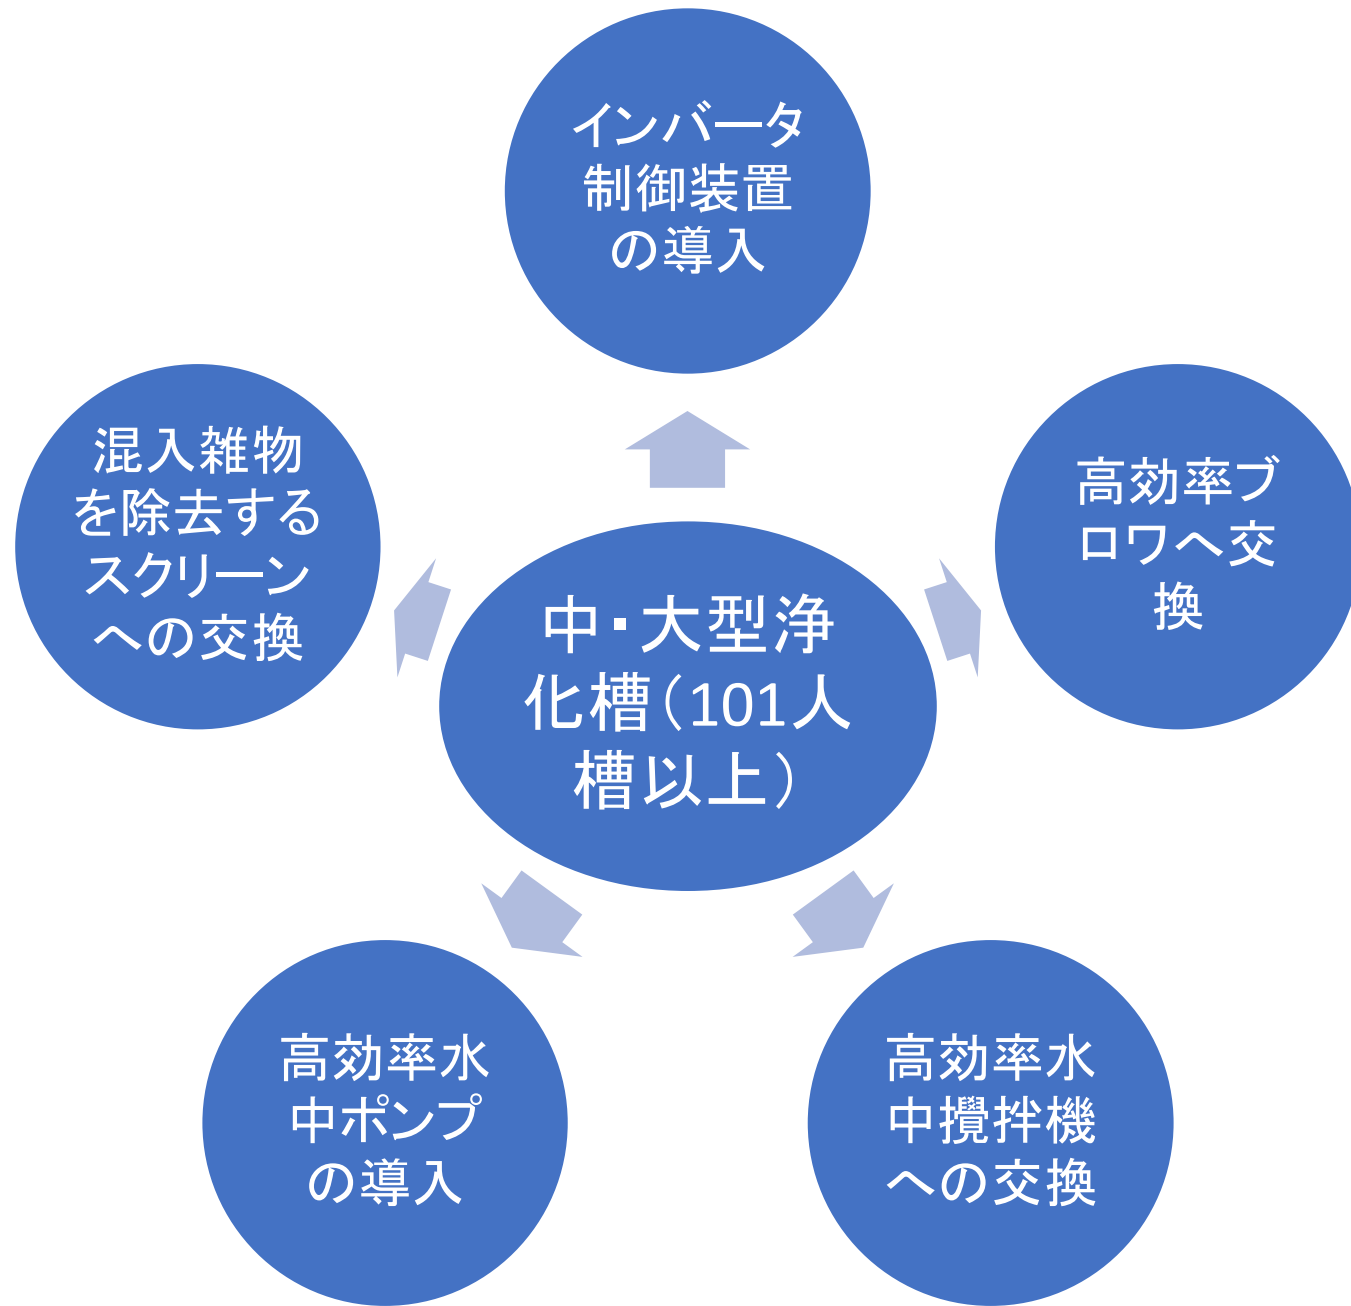 インバータ
制御装置
の導入
混入雑物
を除去する
スクリーン
への交換
高効率ブ
ロワへ交
換
中・大型浄
化槽（101人
槽以上）
高効率水
中ポンプ
の導入
高効率水
中攪拌機
への交換